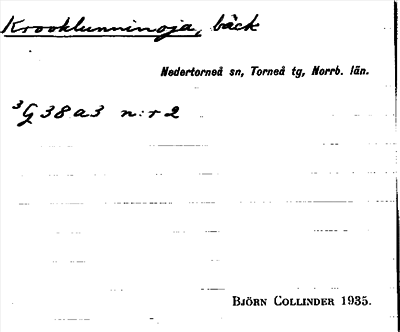 Krooklunninoja, bäck
Nedertorneå sn, Torneå tg, Norrb. län.
³G 38 a 3 n:r 2
BJÖRN COLLINDER 1935.